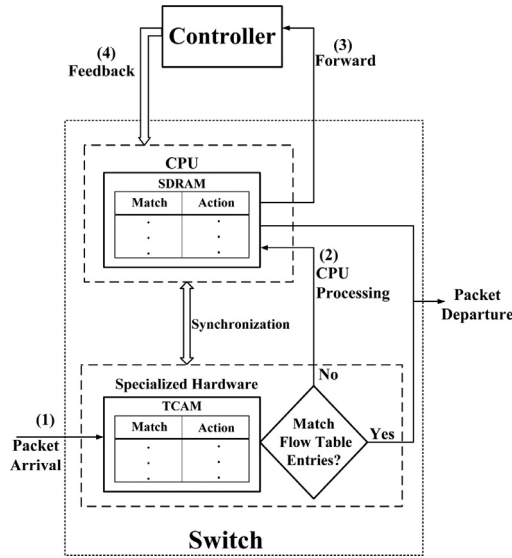 Controller
(4)
Feedback
(3)
Forward
CPU
SDRAM
Match Action
. .
. .
. .
(2)
CPU
Processing
Packet
Departure
Synchronization
Specialized Hardware
No
TCAM
Match Action
. .
. .
. .
Match
Flow Table
Entries?
Yes
(1)
Packet
Arrival
Switch